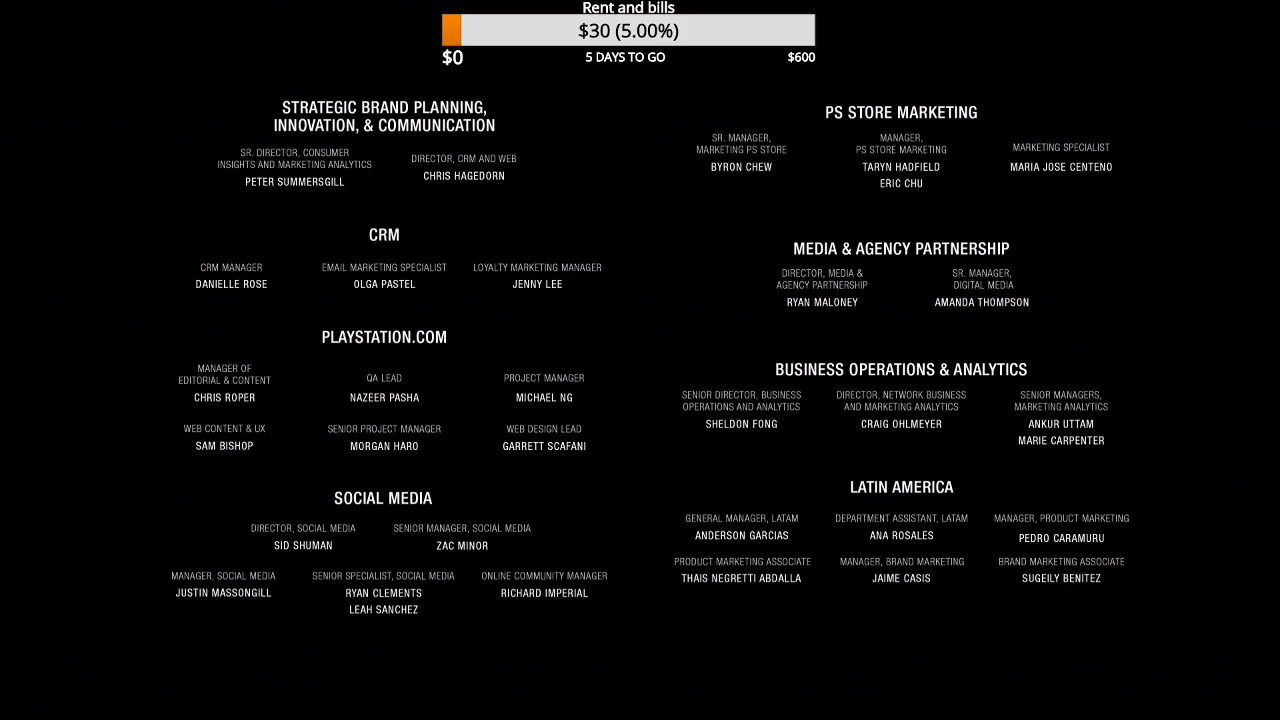 Rent and bills
$30 (5.00%)
$0
5 DAYS TO GO
$600
STRATEGIC BRAND PLANNING,
INNOVATION, & COMMUNICATION
SR. DIRECTOR, CONSUMER
INSIGHTS AND MARKETING ANALYTICS
PETER SUMMERSGILL
DIRECTOR, CRM AND WEB
CHRIS HAGEDORN
CRM
CRM MANAGER
DANIELLE ROSE
EMAIL MARKETING SPECIALIST
OLGA PASTEL
LOYALTY MARKETING MANAGER
JENNY LEE
PLAYSTATION.COM
MANAGER OF
EDITORIAL & CONTENT
CHRIS ROPER
QA LEAD
NAZEER PASHA
PROJECT MANAGER
MICHAEL NG
WEB CONTENT & UX
SAM BISHOP
SENIOR PROJECT MANAGER
MORGAN HARO
WEB DESIGN LEAD
GARRETT SCAFANI
SOCIAL MEDIA
DIRECTOR, SOCIAL MEDIA
SID SHUMAN
SENIOR MANAGER, SOCIAL MEDIA
ZAC MINOR
MANAGER, SOCIAL MEDIA
JUSTIN MASSONGILL
SENIOR SPECIALIST, SOCIAL MEDIA
RYAN CLEMENTS
LEAH SANCHEZ
ONLINE COMMUNITY MANAGER
RICHARD IMPERIAL
PS STORE MARKETING
SR. MANAGER,
MARKETING PS STORE
BYRON CHEW
MANAGER,
PS STORE MARKETING
TARYN HADFIELD
ERIC CHU
MARKETING SPECIALIST
MARIA JOSE CENTENO
MEDIA & AGENCY PARTNERSHIP
DIRECTOR, MEDIA &
AGENCY PARTNERSHIP
RYAN MALONEY
SR. MANAGER,
DIGITAL MEDIA
AMANDA THOMPSON
BUSINESS OPERATIONS & ANALYTICS
SENIOR DIRECTOR, BUSINESS
OPERATIONS AND ANALYTICS
SHELDON FONG
DIRECTOR, NETWORK BUSINESS
AND MARKETING ANALYTICS
CRAIG OHLMEYER
SENIOR MANAGERS,
MARKETING ANALYTICS
ANKUR UTTAM
MARIE CARPENTER
LATIN AMERICA
GENERAL MANAGER, LATAM
ANDERSON GARCIAS
DEPARTMENT ASSISTANT, LATAM
ANA ROSALES
MANAGER, PRODUCT MARKETING
PEDRO CARAMURU
PRODUCT MARKETING ASSOCIATE
THAIS NEGRETTI ABDALLA
MANAGER, BRAND MARKETING
JAIME CASIS
BRAND MARKETING ASSOCIATE
SUGEILY BENITEZ